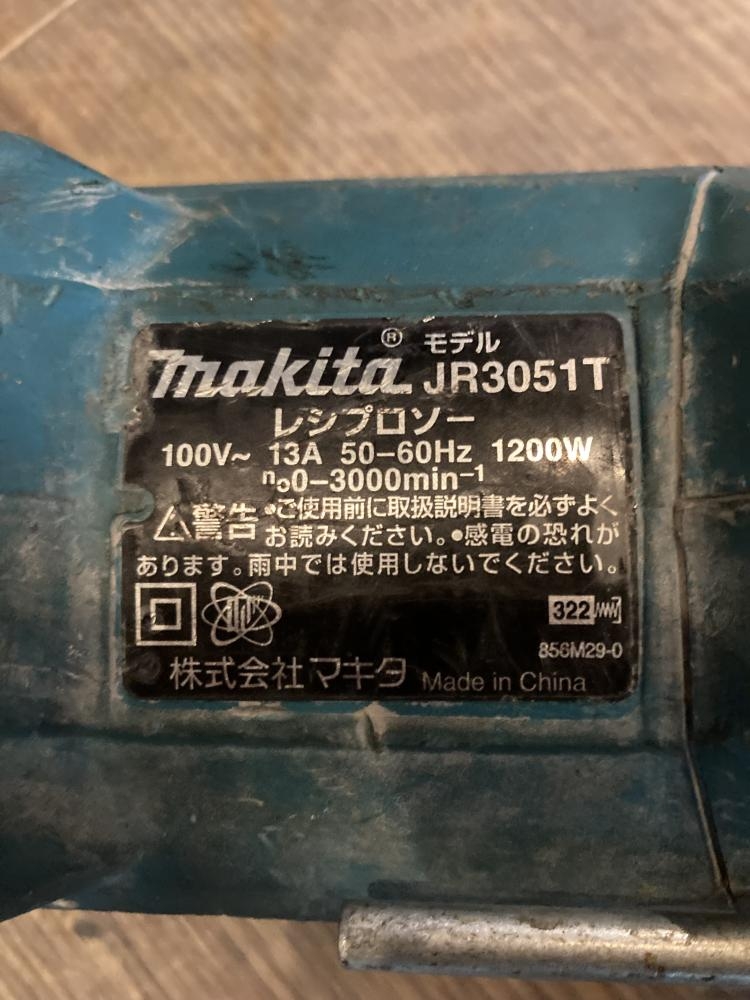 makita® モデル JR3051T
レシプロソー
100V~ 13A 50-60Hz 1200W
n₀0-3000min⁻¹
⚠警告 •ご使用前に取扱説明書を必ずよく
お読みください。•感電の恐れが
あります。雨中では使用しないでください。
322
856M29-0
株式会社マキタ Made in China